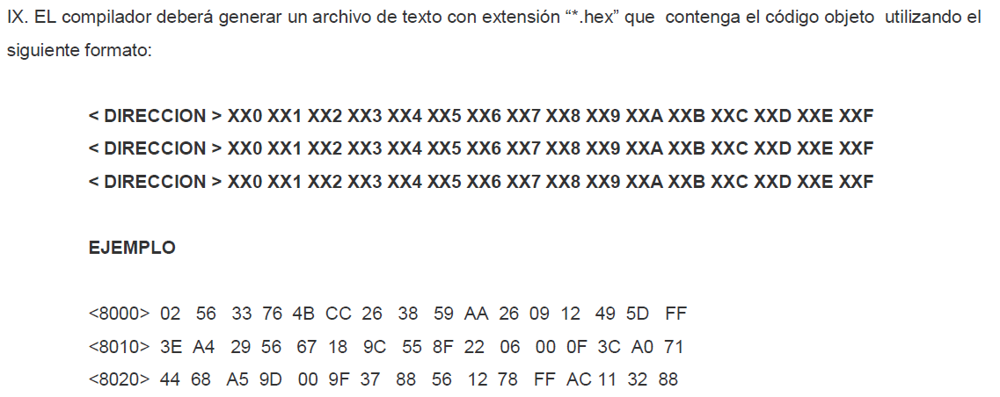 IX. EL compilador deberá generar un archivo de texto con extensión “*.hex” que contenga el código objeto utilizando el
siguiente formato:
< DIRECCION > XX0 XX1 XX2 XX3 XX4 XX5 XX6 XX7 XX8 XX9 XXA XXB XXC XXD XXE XXF
< DIRECCION > XX0 XX1 XX2 XX3 XX4 XX5 XX6 XX7 XX8 XX9 XXA XXB XXC XXD XXE XXF
< DIRECCION > XX0 XX1 XX2 XX3 XX4 XX5 XX6 XX7 XX8 XX9 XXA XXB XXC XXD XXE XXF
EJEMPLO
<8000> 02 56 33 76 4B CC 26 38 59 AA 26 09 12 49 5D FF
<8010> 3E A4 29 56 67 18 9C 55 8F 22 06 00 0F 3C A0 71
<8020> 44 68 A5 9D 00 9F 37 88 56 12 78 FF AC 11 32 88